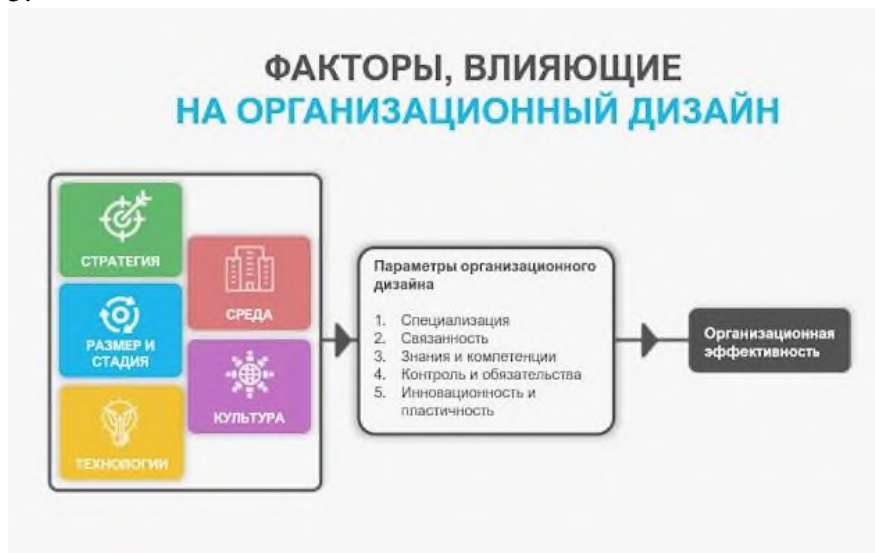 ФАКТОРЫ, ВЛИЯЮЩИЕ
НА ОРГАНИЗАЦИОННЫЙ ДИЗАЙН
СТРАТЕГИЯ
РАЗМЕР И
СТАДИЯ
ТЕХНОЛОГИИ
СРЕДА
КУЛЬТУРА
Параметры организационного
дизайна
1. Специализация
2. Связанность
3. Знания и компетенции
4. Контроль и обязательства
5. Инновационность и
пластичность
Организационная
эффективность